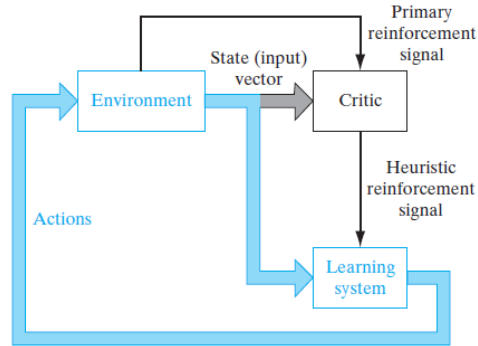 Primary
reinforcement
signal
State (input)
vector
Environment
Critic
Heuristic
reinforcement
signal
Actions
Learning
system